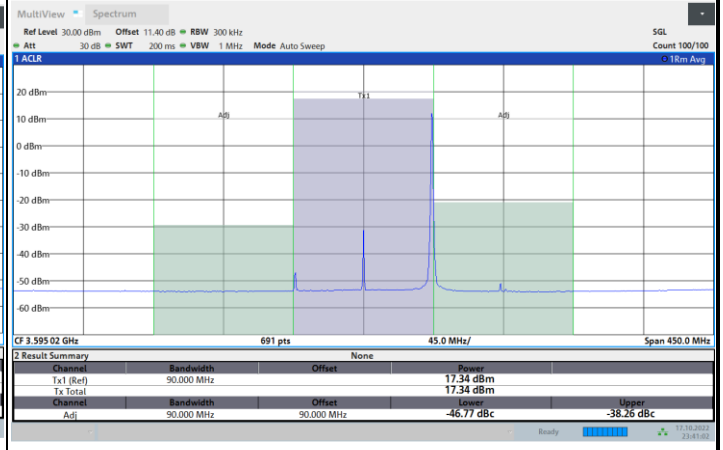 MultiView Spectrum
Ref Level 30.00 dBm Offset 11.40 dB RBW 300 kHz SGL
Att 30 dB SWT 200 ms VBW 1 MHz Mode Auto Sweep Count 100/100
1 ACLR 1Rm Avg
Tx1
20 dBm
Adj Adj
10 dBm
0 dBm
-10 dBm
-20 dBm
-30 dBm
-40 dBm
-50 dBm
-60 dBm
CF 3.595 02 GHz 691 pts 45.0 MHz/ Span 450.0 MHz
2 Result Summary None
Channel Bandwidth Offset Power
Tx1 (Ref) 90.000 MHz 17.34 dBm
Tx Total 17.34 dBm
Channel Bandwidth Offset Lower Upper
Adj 90.000 MHz 90.000 MHz -46.77 dBc -38.26 dBc
Ready 17.10.2022
23:41:02